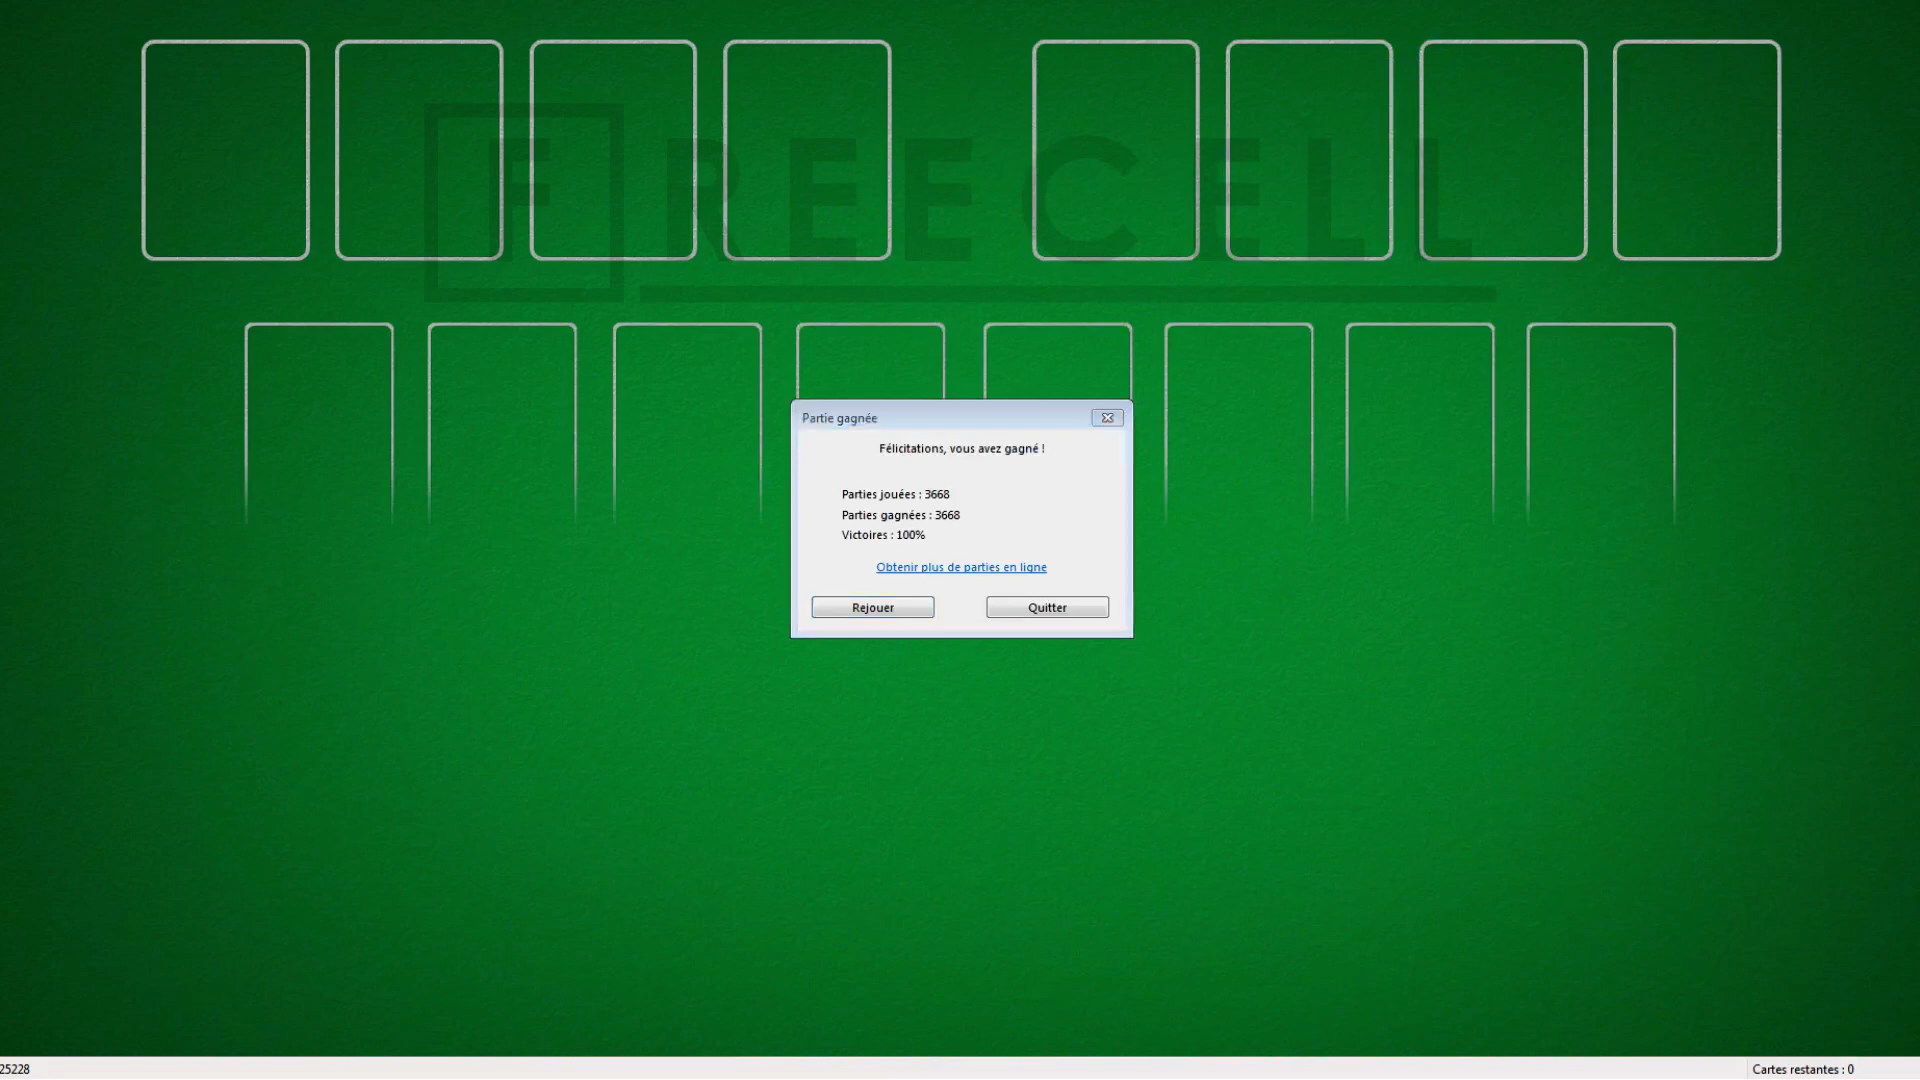 FREECELL
Partie gagnée
Félicitations, vous avez gagné !
Parties jouées : 3668
Parties gagnées : 3668
Victoires : 100%
Obtenir plus de parties en ligne
Rejouer Quitter
25228 Cartes restantes : 0